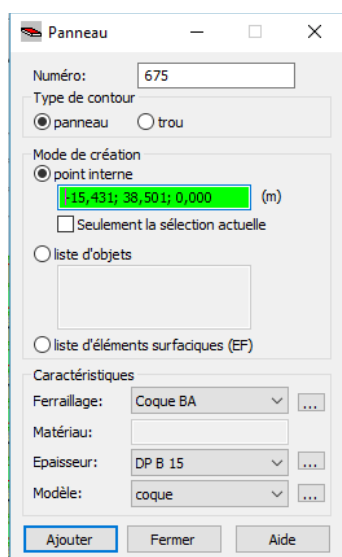 Panneau
Numéro: 675
Type de contour
panneau trou
Mode de création
point interne
-15,431; 38,501; 0,000 (m)
Seulement la sélection actuelle
liste d'objets
liste d'éléments surfaciques (EF)
Caractéristiques
Ferraillage: Coque BA ...
Matériau:
Epaisseur: DP B 15 ...
Modèle: coque ...
Ajouter Fermer Aide